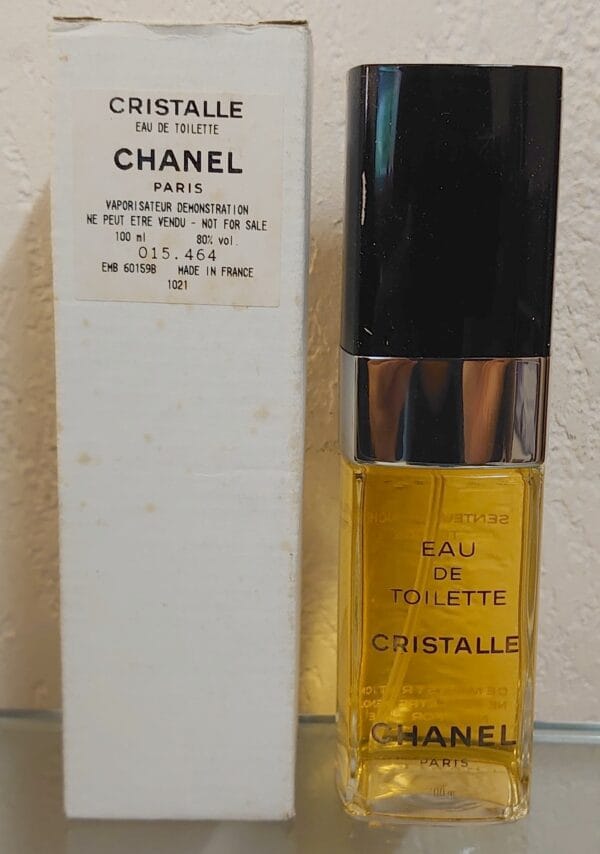 CRISTALLE
EAU DE TOILETTE
CHANEL
PARIS
VAPORISATEUR DEMONSTRATION
NE PEUT ETRE VENDU - NOT FOR SALE
100 ml 80% vol.
015.464
EMB 60159B MADE IN FRANCE
1021
EAU
DE
TOILETTE
CRISTALLE
CHANEL
PARIS